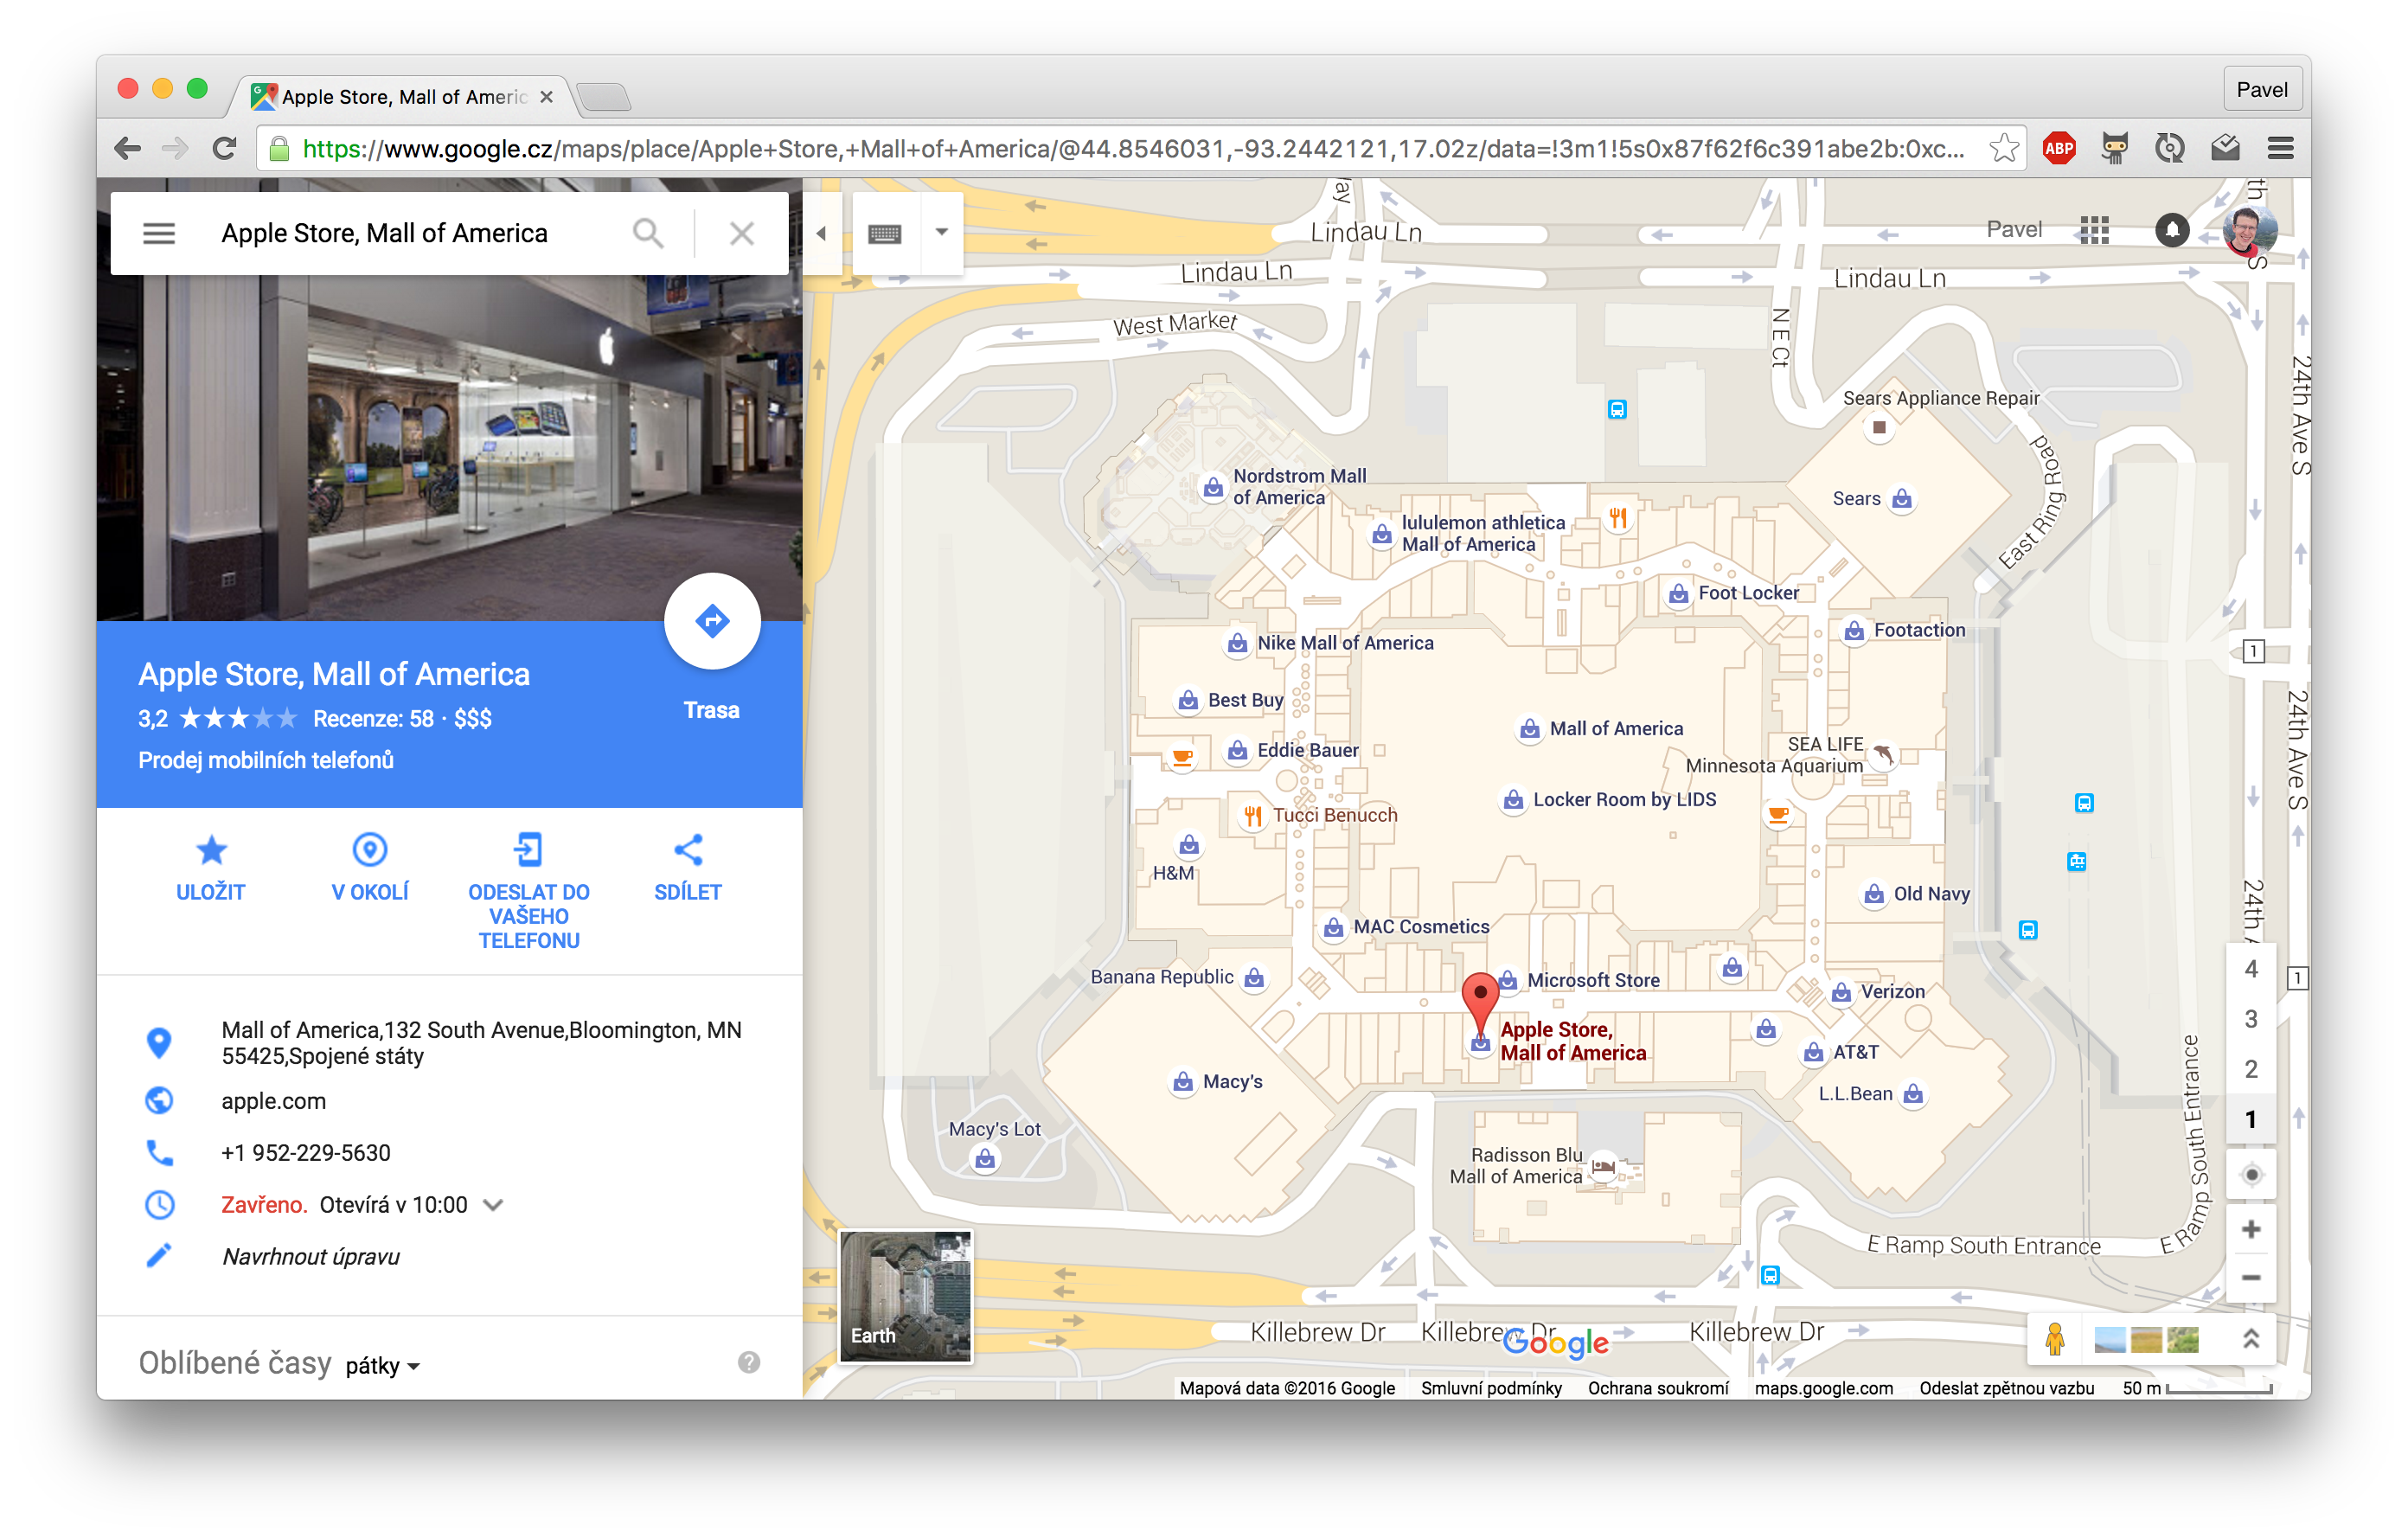 Apple Store, Mall of Americ
Pavel
https://www.google.cz/maps/place/Apple+Store,+Mall+of+America/@44.8546031,-93.2442121,17.02z/data=!3m1!5s0x87f62f6c391abe2b:0xc...
ABP
Apple Store, Mall of America
Apple Store, Mall of America
3,2 Recenze: 58 · $$$
Prodej mobilních telefonů
Trasa
ULOŽIT
V OKOLÍ
ODESLAT DO
VAŠEHO
TELEFONU
SDÍLET
Mall of America,132 South Avenue,Bloomington, MN
55425,Spojené státy
apple.com
+1 952-229-5630
Zavřeno. Otevírá v 10:00
Navrhnout úpravu
Oblíbené časy pátky
?
Pavel
Lindau Ln
Lindau Ln
Lindau Ln
West Market
N E Ct
24th Ave S
Sears Appliance Repair
East Ring Road
Nordstrom Mall
of America
Sears
lululemon athletica
Mall of America
Foot Locker
Footaction
Nike Mall of America
1
Best Buy
Mall of America
24th Ave S
Eddie Bauer
SEA LIFE
Minnesota Aquarium
Locker Room by LIDS
Tucci Benucch
H&M
Old Navy
24th A
MAC Cosmetics
Banana Republic
Microsoft Store
Verizon
1
Apple Store,
Mall of America
AT&T
Macy's
L.L.Bean
Macy's Lot
Radisson Blu
Mall of America
E Ramp South Entrance
E Ramp South Entrance
4
3
2
1
Earth
Killebrew Dr
Killebrew Dr
Killebrew Dr
Google
Mapová data ©2016 Google
Smluvní podmínky
Ochrana soukromí
maps.google.com
Odeslat zpětnou vazbu
50 m